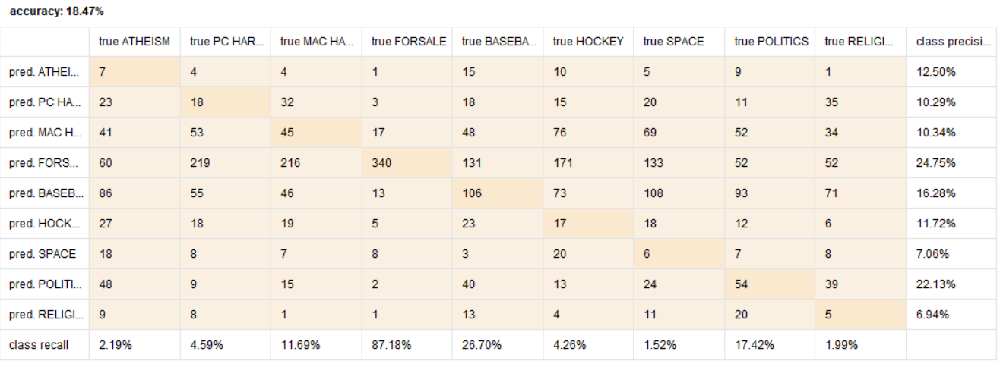 accuracy: 18.47%
true ATHEISM true PC HAR... true MAC HA... true FORSALE true BASEBA... true HOCKEY true SPACE true POLITICS true RELIGI... class precisi...
pred. ATHEI... 7 4 4 1 15 10 5 9 1 12.50%
pred. PC HA... 23 18 32 3 18 15 20 11 35 10.29%
pred. MAC H... 41 53 45 17 48 76 69 52 34 10.34%
pred. FORS... 60 219 216 340 131 171 133 52 52 24.75%
pred. BASEB... 86 55 46 13 106 73 108 93 71 16.28%
pred. HOCK... 27 18 19 5 23 17 18 12 6 11.72%
pred. SPACE 18 8 7 8 3 20 6 7 8 7.06%
pred. POLITI... 48 9 15 2 40 13 24 54 39 22.13%
pred. RELIGI... 9 8 1 1 13 4 11 20 5 6.94%
class recall 2.19% 4.59% 11.69% 87.18% 26.70% 4.26% 1.52% 17.42% 1.99%